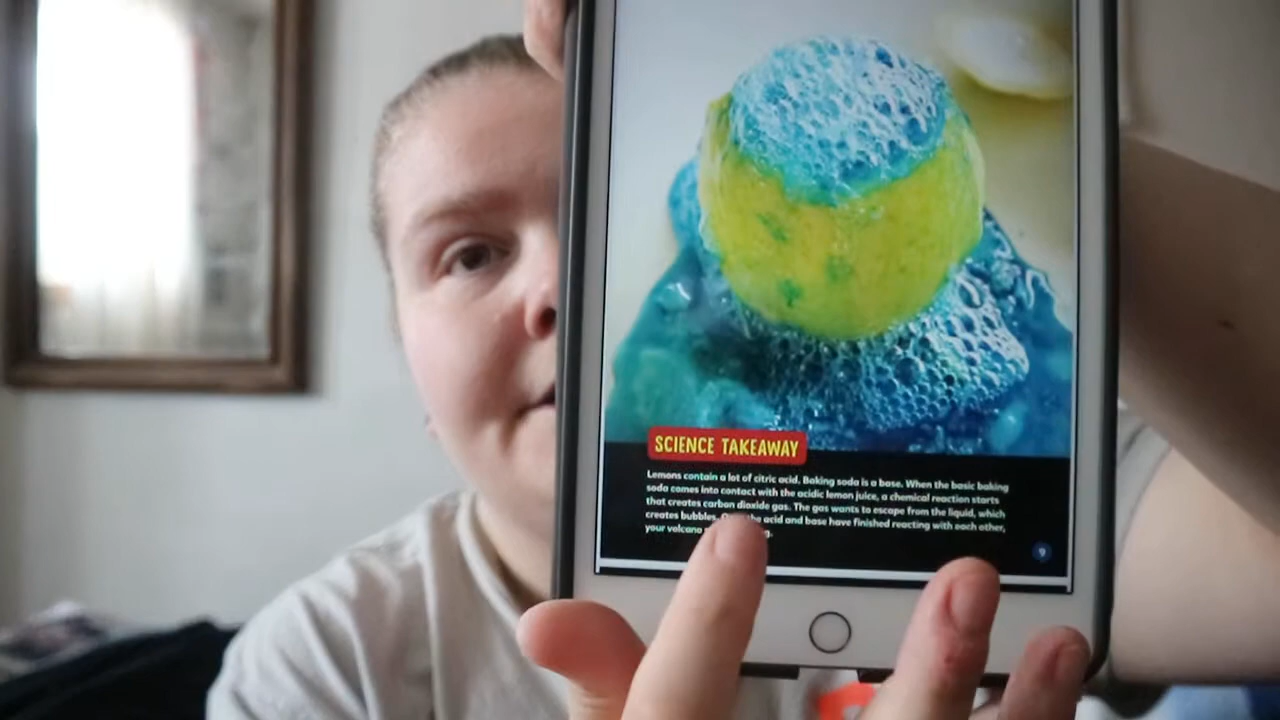 SCIENCE TAKEAWAY
Lemons contain a lot of citric acid. Baking soda is a base. When the basic baking
soda comes into contact with the acidic lemon juice, a chemical reaction starts
that creates carbon dioxide gas. The gas wants to escape from the liquid, which
creates bubbles. acid and base have finished reacting with each other,
your volcano
9